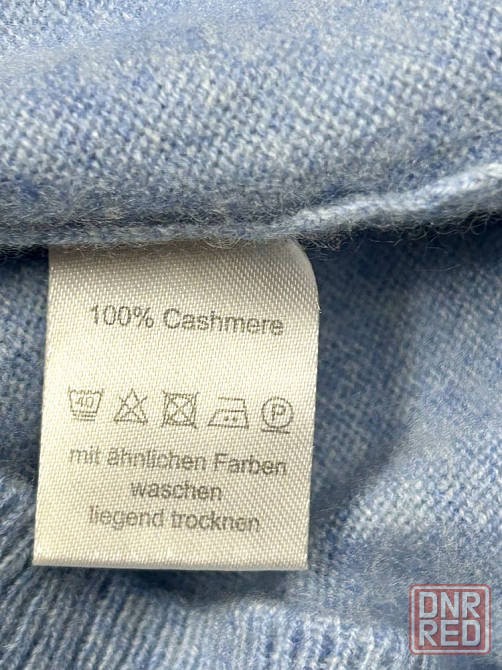 100% Cashmere
40 P
mit ähnlichen Farben
waschen
liegend trocknen
DNR
RED